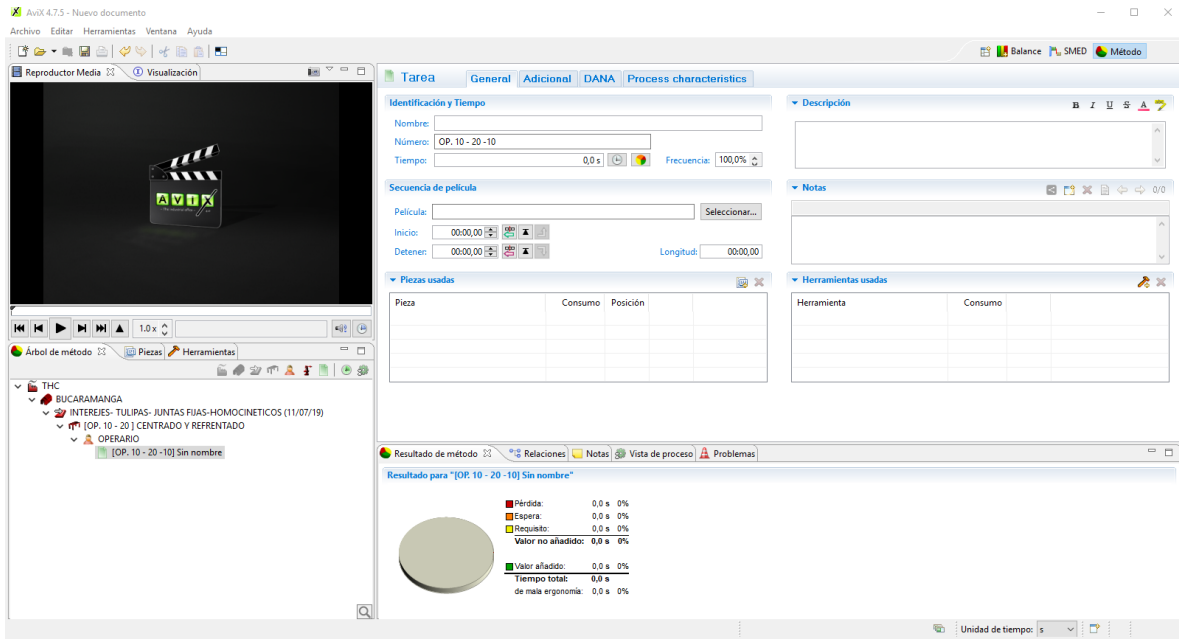 AviX 4.7.5 - Nuevo documento
Archivo Editar Herramientas Ventana Ayuda
Balance SMED Método
Reproductor Media Visualización
AVIX
1.0 x
Árbol de método Piezas Herramientas
THC
BUCARAMANGA
INTEREJES- TULIPAS- JUNTAS FIJAS-HOMOCINETICOS (11/07/19)
[OP. 10 - 20 ] CENTRADO Y REFRENTADO
OPERARIO
[OP. 10 - 20 -10] Sin nombre
Tarea General Adicional DANA Process characteristics
Identificación y Tiempo
Nombre:
Número: OP. 10 - 20 -10
Tiempo: 0,0 s Frecuencia: 100,0%
Secuencia de película
Película: Seleccionar...
Inicio: 00:00,00
Detener: 00:00,00 Longitud: 00:00,00
Piezas usadas
Pieza Consumo Posición
Descripción B I U S A
Notas 0/0
Herramientas usadas
Herramienta Consumo
Resultado de método Relaciones Notas Vista de proceso Problemas
Resultado para "[OP. 10 - 20 -10] Sin nombre"
Pérdida: 0,0 s 0%
Espera: 0,0 s 0%
Requisito: 0,0 s 0%
Valor no añadido: 0,0 s 0%
Valor añadido: 0,0 s 0%
Tiempo total: 0,0 s
de mala ergonomía: 0,0 s 0%
Unidad de tiempo: s